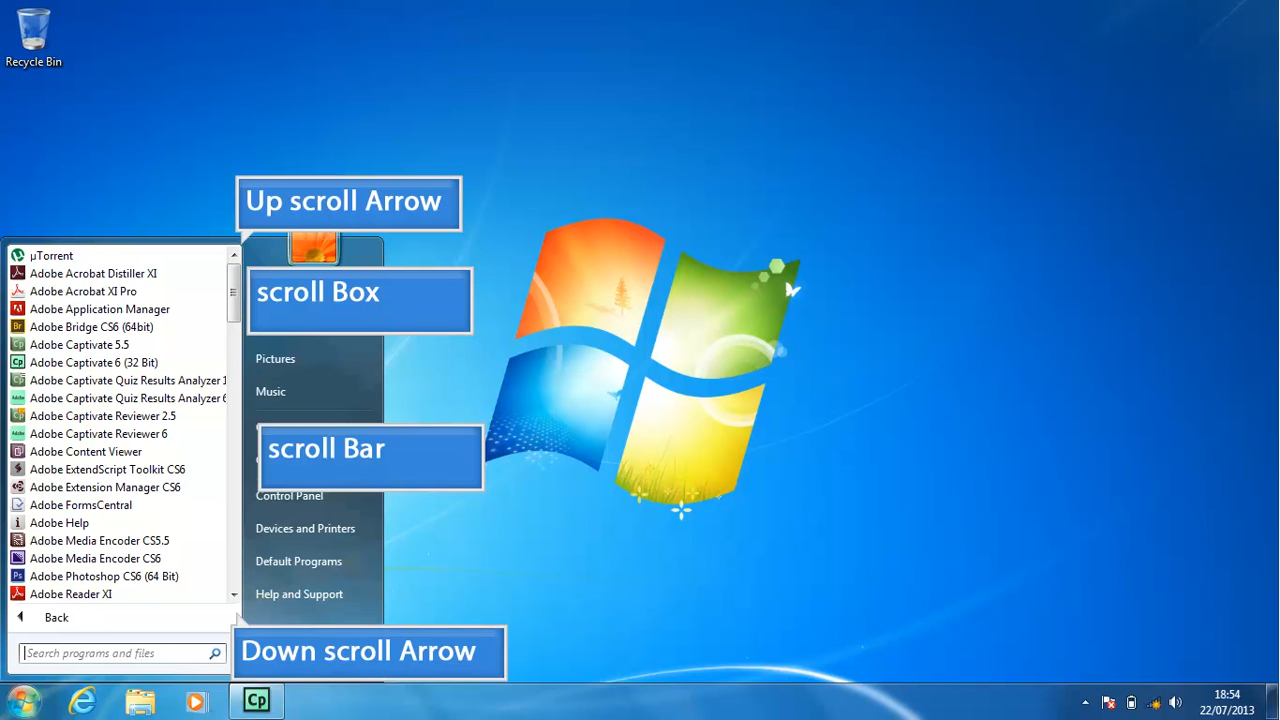 Recycle Bin
Up scroll Arrow
µTorrent
Adobe Acrobat Distiller XI
Adobe Acrobat XI Pro
Adobe Application Manager
Adobe Bridge CS6 (64bit)
Adobe Captivate 5.5
Adobe Captivate 6 (32 Bit)
Adobe Captivate Quiz Results Analyzer 1
Adobe Captivate Quiz Results Analyzer 6
Adobe Captivate Reviewer 2.5
Adobe Captivate Reviewer 6
Adobe Content Viewer
Adobe ExtendScript Toolkit CS6
Adobe Extension Manager CS6
Adobe FormsCentral
Adobe Help
Adobe Media Encoder CS5.5
Adobe Media Encoder CS6
Adobe Photoshop CS6 (64 Bit)
Adobe Reader XI
Back
Search programs and files
scroll Box
Pictures
Music
scroll Bar
Control Panel
Devices and Printers
Default Programs
Help and Support
Down scroll Arrow
Cp
18:54
22/07/2013